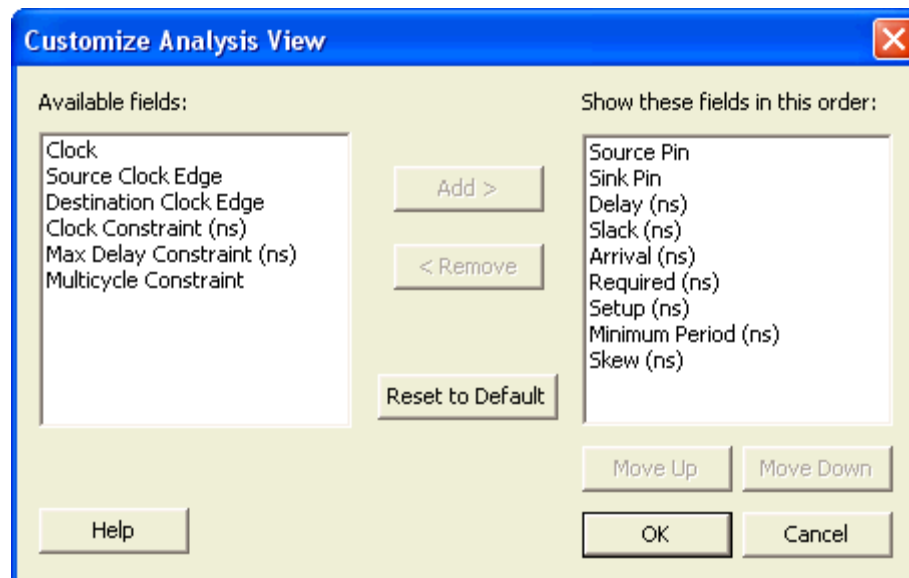 Customize Analysis View
Available fields:
Clock
Source Clock Edge
Destination Clock Edge
Clock Constraint (ns)
Max Delay Constraint (ns)
Multicycle Constraint
Add >
< Remove
Reset to Default
Show these fields in this order:
Source Pin
Sink Pin
Delay (ns)
Slack (ns)
Arrival (ns)
Required (ns)
Setup (ns)
Minimum Period (ns)
Skew (ns)
Move Up
Move Down
Help
OK
Cancel